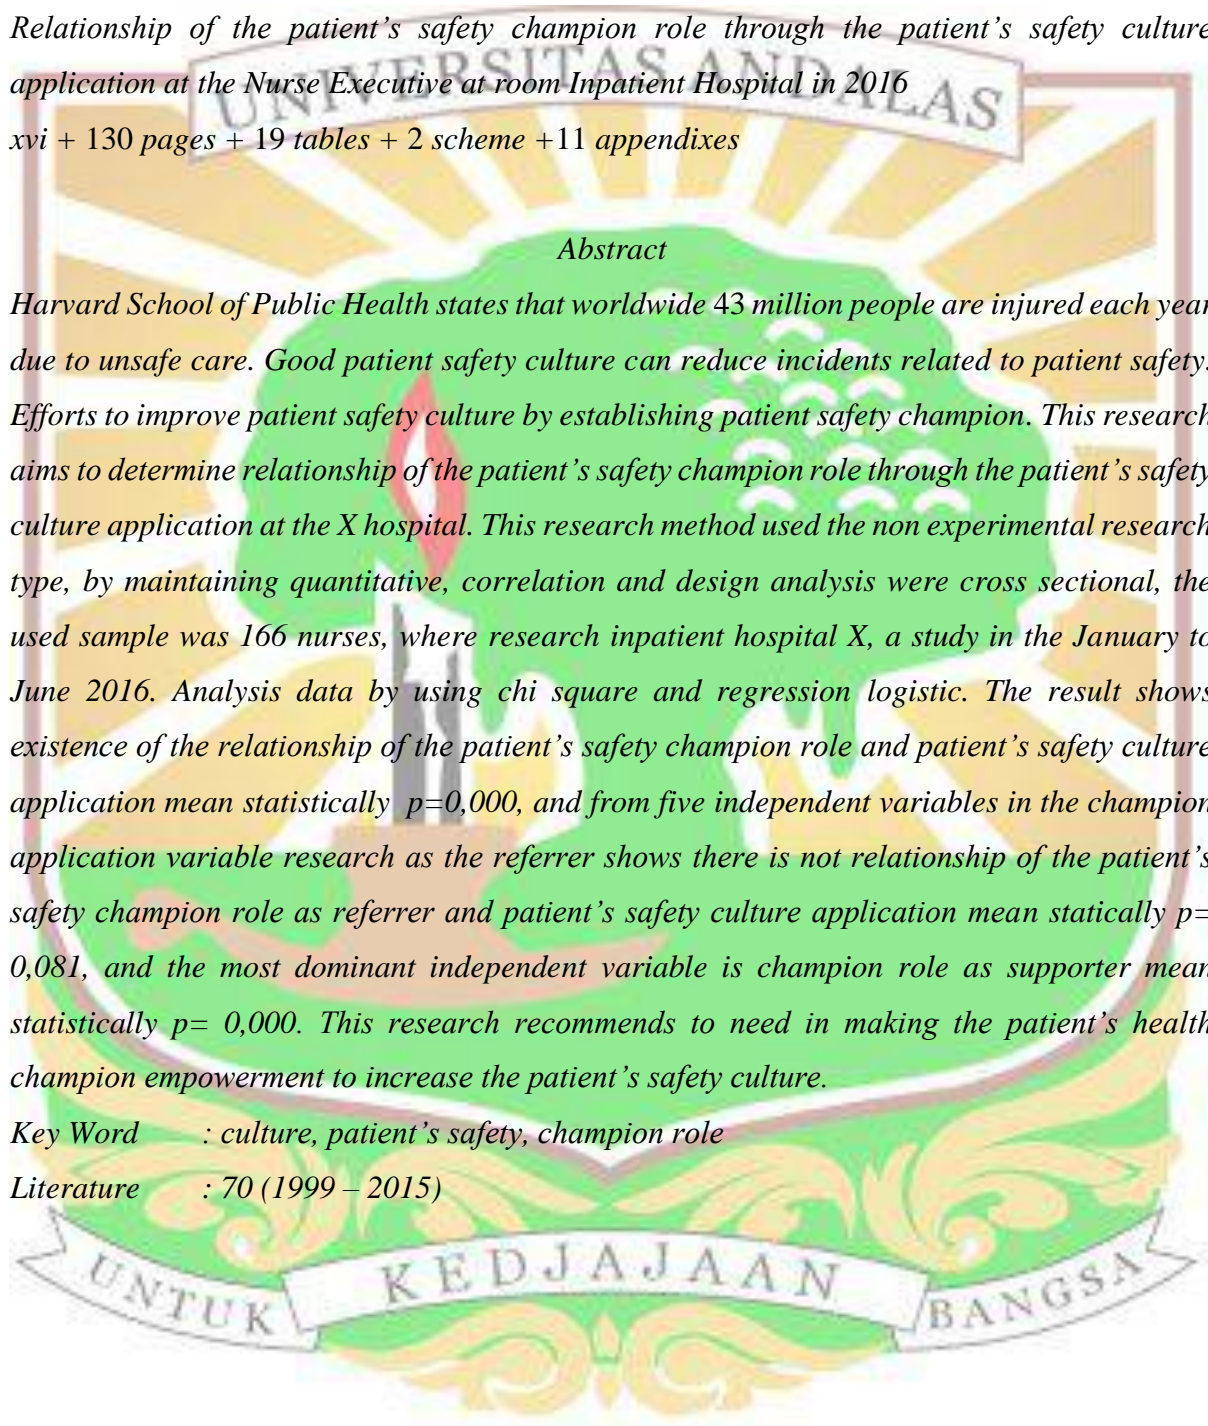 Relationship of the patient's safety champion role through the patient's safety culture
application at the Nurse Executive at room Inpatient Hospital in 2016
UNIVERSITAS ANDALAS
xvi + 130 pages + 19 tables + 2 scheme +11 appendixes
Abstract
Harvard School of Public Health states that worldwide 43 million people are injured each year
due to unsafe care. Good patient safety culture can reduce incidents related to patient safety.
Efforts to improve patient safety culture by establishing patient safety champion. This research
aims to determine relationship of the patient's safety champion role through the patient's safety
culture application at the X hospital. This research method used the non experimental research
type, by maintaining quantitative, correlation and design analysis were cross sectional, the
used sample was 166 nurses, where research inpatient hospital X, a study in the January to
June 2016. Analysis data by using chi square and regression logistic. The result shows
existence of the relationship of the patient's safety champion role and patient's safety culture
application mean statistically p=0,000, and from five independent variables in the champion
application variable research as the referrer shows there is not relationship of the patient's
safety champion role as referrer and patient's safety culture application mean statically p=
0,081, and the most dominant independent variable is champion role as supporter mean
statistically p= 0,000. This research recommends to need in making the patient's health
champion empowerment to increase the patient's safety culture.
Key Word : culture, patient's safety, champion role
Literature : 70 (1999 – 2015)
UNTUK KEDJAJAAN BANGSA